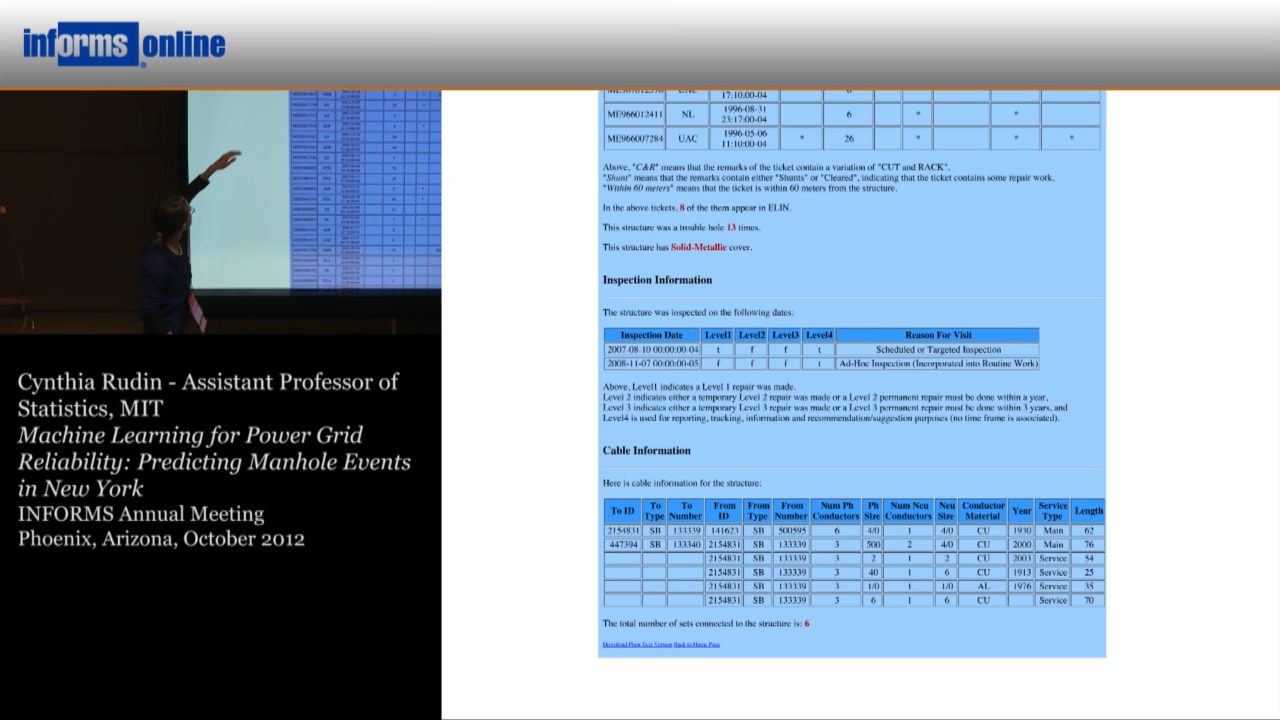 informs online
17:10:00-04
ME966012411 NL 1996-08-31 23:17:00-04 6 * *
ME966007284 UAC 1996-05-06 11:10:00-04 * 26 * * *
Above, "C&R" means that the remarks of the ticket contain a variation of "CUT and RACK".
"Shunt" means that the remarks contain either "Shunts" or "Cleared", indicating that the ticket contains some repair work.
"Within 60 meters" means that the ticket is within 60 meters from the structure.
In the above tickets, 8 of the them appear in ELIN.
This structure was a trouble hole 13 times.
This structure has Solid-Metallic cover.
Inspection Information
The structure was inspected on the following dates:
Inspection Date Level1 Level2 Level3 Level4 Reason For Visit
2007-08-10 00:00:00-04 t f f t Scheduled or Targeted Inspection
2008-11-07 00:00:00-05 f f f t Ad-Hoc Inspection (Incorporated into Routine Work)
Above, Level1 indicates a Level 1 repair was made.
Level 2 indicates either a temporary Level 2 repair was made or a Level 2 permanent repair must be done within a year,
Level 3 indicates either a temporary Level 3 repair was made or a Level 3 permanent repair must be done within 3 years, and
Level4 is used for reporting, tracking, information and recommendation/suggestion purposes (no time frame is associated).
Cable Information
Here is cable information for the structure:
To ID To Type To Number From ID From Type From Number Num Ph Conductors Ph Size Num Neu Conductors Neu Size Conductor Material Year Service Type Length
2154831 SB 133339 141623 SB 500595 6 4/0 1 4/0 CU 1930 Main 62
447394 SB 133340 2154831 SB 133339 3 500 2 4/0 CU 2000 Main 76
2154831 SB 133339 3 2 1 2 CU 2003 Service 54
2154831 SB 133339 3 40 1 6 CU 1913 Service 25
2154831 SB 133339 3 1/0 1 1/0 AL 1976 Service 35
2154831 SB 133339 3 6 1 6 CU Service 70
The total number of sets connected to the structure is: 6
Download Plain Text Version Back to Home Page
Cynthia Rudin - Assistant Professor of
Statistics, MIT
Machine Learning for Power Grid
Reliability: Predicting Manhole Events
in New York
INFORMS Annual Meeting
Phoenix, Arizona, October 2012